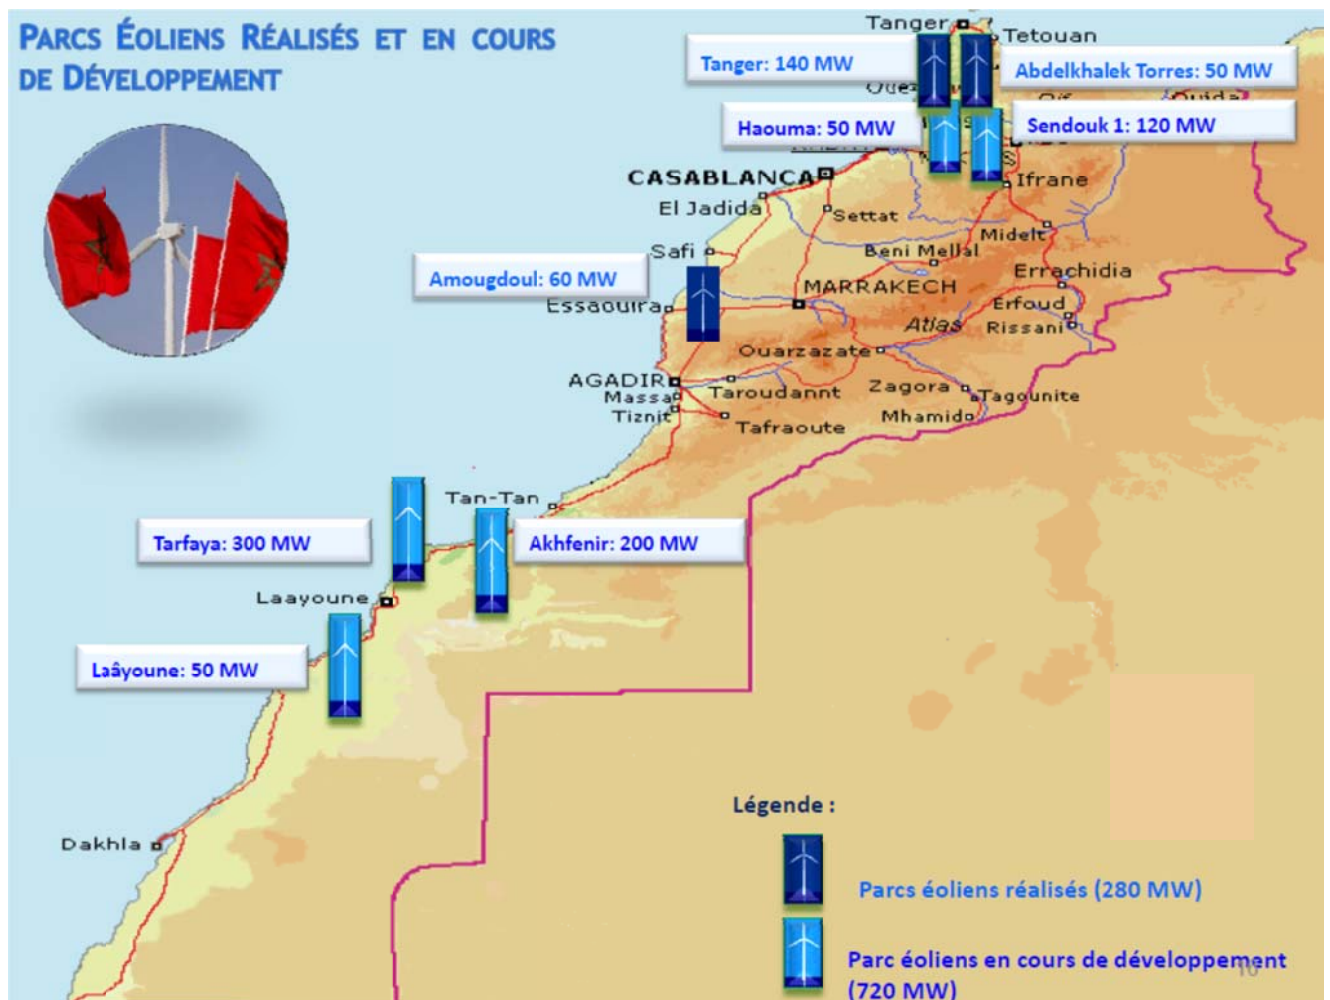 PARCS ÉOLIENS RÉALISÉS ET EN COURS
DE DÉVELOPPEMENT
Tanger
Tetouan
Tanger: 140 MW
Abdelkhalek Torres: 50 MW
Haouma: 50 MW
Sendouk 1: 120 MW
CASABLANCA
Ifrane
El Jadida
Settat
Safi
Beni Mellal
Midelt
Amougdoul: 60 MW
Errachidia
Essaouira
MARRAKECH
Erfoud
Atlas
Rissani
Ouarzazate
AGADIR
Taroudannt
Zagora
Massa
Tagounite
Tiznit
Mhamid
Tafraoute
Tan-Tan
Tarfaya: 300 MW
Akhfenir: 200 MW
Laayoune
Laâyoune: 50 MW
Légende :
Dakhla
Parcs éoliens réalisés (280 MW)
Parc éoliens en cours de développement
(720 MW)
10